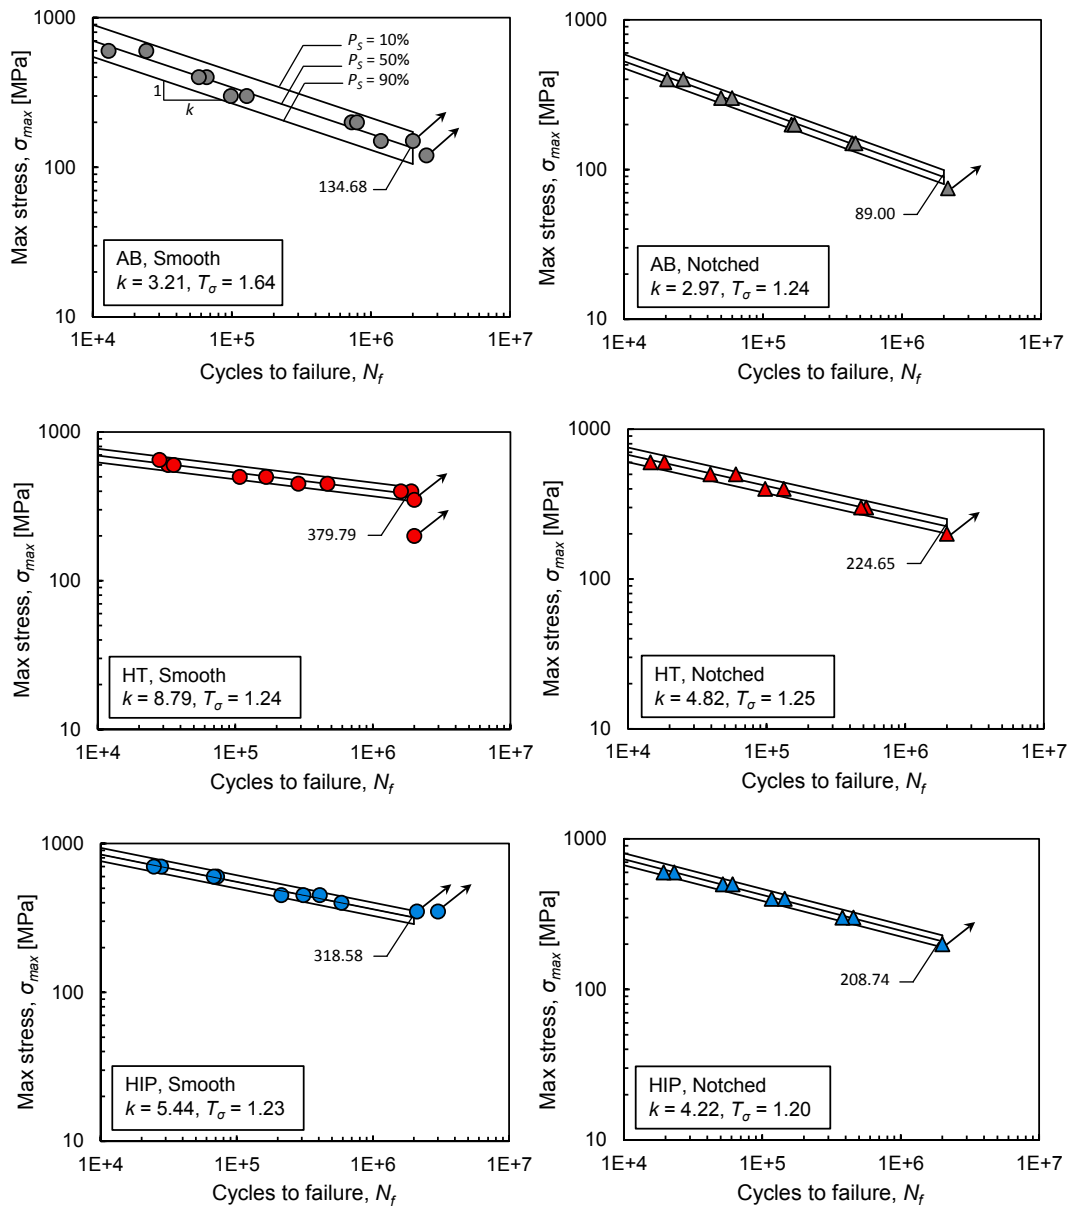 1000
100
10
Max stress, σmax [MPa]
PS = 10%
PS = 50%
PS = 90%
1
k
134.68
AB, Smooth
k = 3.21, Tσ = 1.64
1E+4 1E+5 1E+6 1E+7
Cycles to failure, Nf
1000
100
10
Max stress, σmax [MPa]
89.00
AB, Notched
k = 2.97, Tσ = 1.24
1E+4 1E+5 1E+6 1E+7
Cycles to failure, Nf
1000
100
10
Max stress, σmax [MPa]
379.79
HT, Smooth
k = 8.79, Tσ = 1.24
1E+4 1E+5 1E+6 1E+7
Cycles to failure, Nf
1000
100
10
Max stress, σmax [MPa]
224.65
HT, Notched
k = 4.82, Tσ = 1.25
1E+4 1E+5 1E+6 1E+7
Cycles to failure, Nf
1000
100
10
Max stress, σmax [MPa]
318.58
HIP, Smooth
k = 5.44, Tσ = 1.23
1E+4 1E+5 1E+6 1E+7
Cycles to failure, Nf
1000
100
10
Max stress, σmax [MPa]
208.74
HIP, Notched
k = 4.22, Tσ = 1.20
1E+4 1E+5 1E+6 1E+7
Cycles to failure, Nf